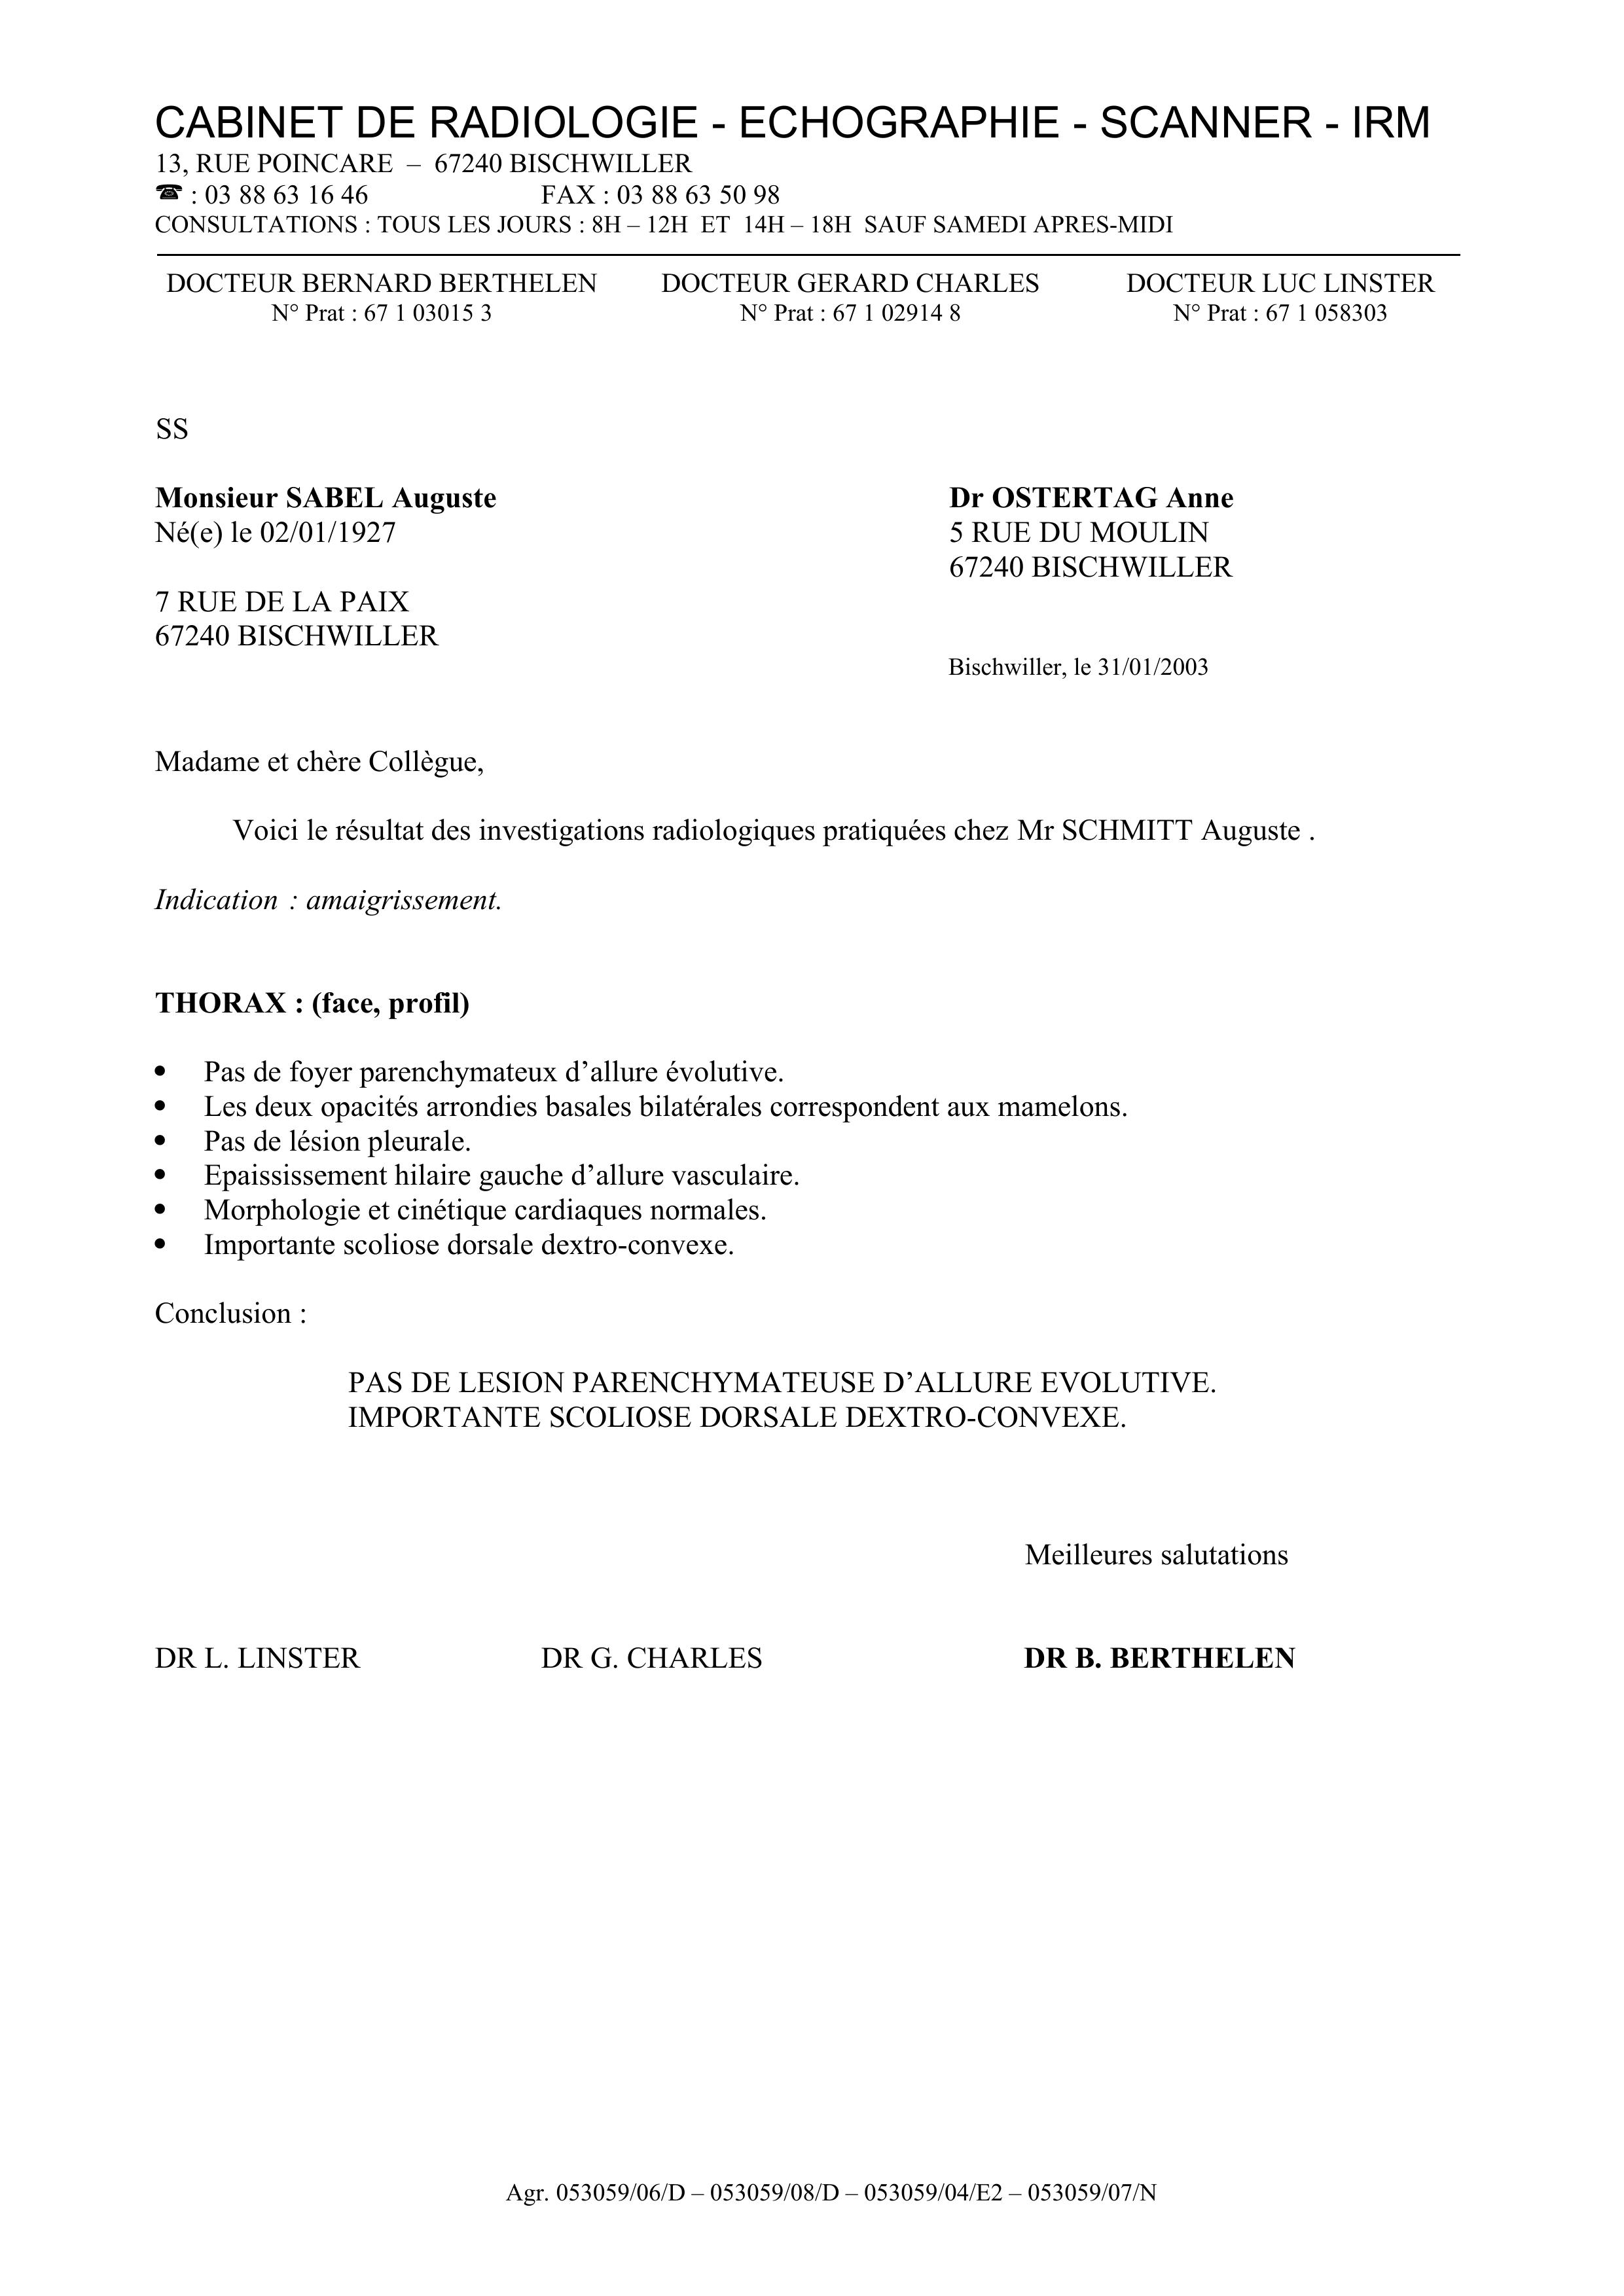 CABINET DE RADIOLOGIE - ECHOGRAPHIE - SCANNER - IRM
13, RUE POINCARE – 67240 BISCHWILLER
☎ : 03 88 63 16 46 FAX : 03 88 63 50 98
CONSULTATIONS : TOUS LES JOURS : 8H – 12H ET 14H – 18H SAUF SAMEDI APRES-MIDI
DOCTEUR BERNARD BERTHELEN DOCTEUR GERARD CHARLES DOCTEUR LUC LINSTER
N° Prat : 67 1 03015 3 N° Prat : 67 1 02914 8 N° Prat : 67 1 058303
SS
Monsieur SABEL Auguste
Né(e) le 02/01/1927
7 RUE DE LA PAIX
67240 BISCHWILLER
Dr OSTERTAG Anne
5 RUE DU MOULIN
67240 BISCHWILLER
Bischwiller, le 31/01/2003
Madame et chère Collègue,
Voici le résultat des investigations radiologiques pratiquées chez Mr SCHMITT Auguste .
Indication : amaigrissement.
THORAX : (face, profil)
• Pas de foyer parenchymateux d’allure évolutive.
• Les deux opacités arrondies basales bilatérales correspondent aux mamelons.
• Pas de lésion pleurale.
• Epaississement hilaire gauche d’allure vasculaire.
• Morphologie et cinétique cardiaques normales.
• Importante scoliose dorsale dextro-convexe.
Conclusion :
PAS DE LESION PARENCHYMATEUSE D’ALLURE EVOLUTIVE.
IMPORTANTE SCOLIOSE DORSALE DEXTRO-CONVEXE.
Meilleures salutations
DR L. LINSTER DR G. CHARLES DR B. BERTHELEN
Agr. 053059/06/D – 053059/08/D – 053059/04/E2 – 053059/07/N